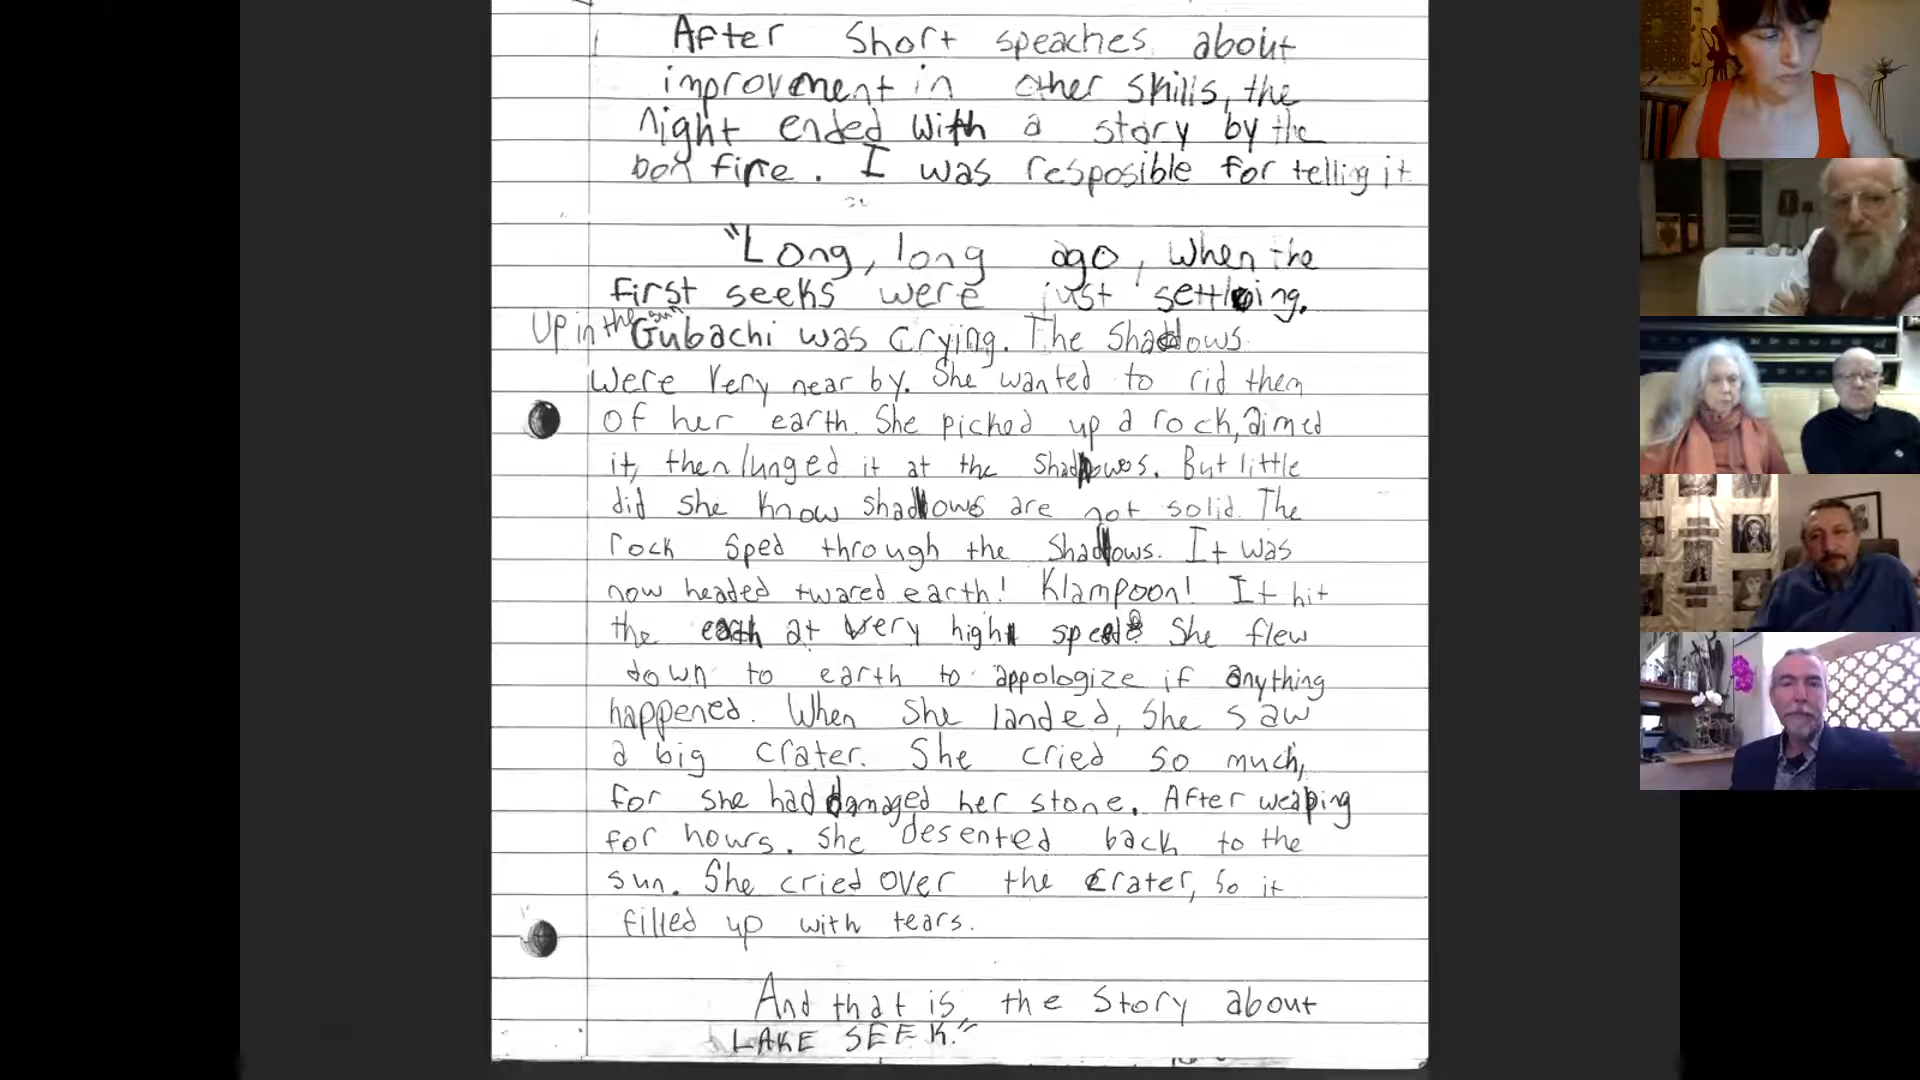 After short speaches about
improvement in other skills, the
night ended with a story by the
bon fire. I was resposible for telling it
"Long, long ago, when the
first seeks were just settling.
Up in the sun Gubachi was crying. The Shadows
were very near by. She wanted to rid them
of her earth. She picked up a rock, aimed
it, then lunged it at the Shadows. But little
did she know shadows are not solid. The
rock sped through the Shadows. It was
now headed twared earth! Klampoon! It hit
the earth at very high speed. She flew
down to earth to appologize if anything
happened. When she landed, she saw
a big crater. She cried so much,
for she had damaged her stone. After weaping
for hours. She desented back to the
sun. She cried over the crater, so it
filled up with tears.
And that is, the story about
LAKE SEEK."